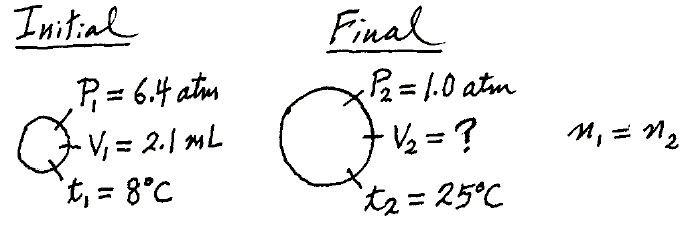 Initial
P₁ = 6.4 atm
V₁ = 2.1 mL
t₁ = 8°C
Final
P₂ = 1.0 atm
V₂ = ?
t₂ = 25°C
n₁ = n₂